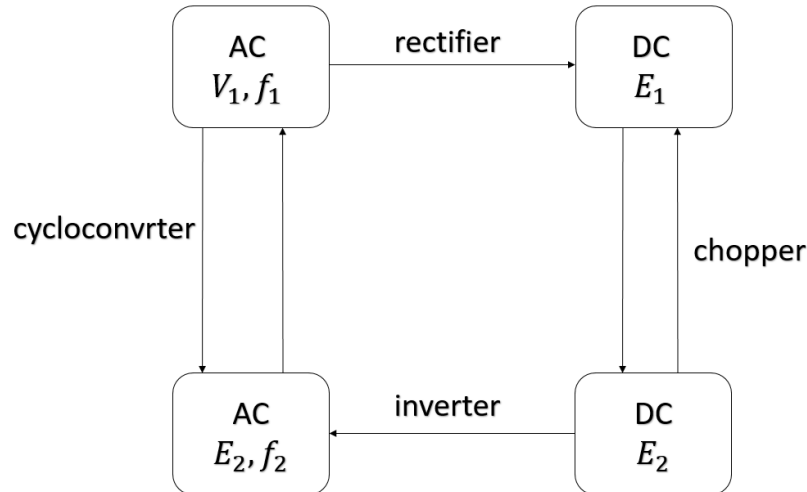 AC
V₁, f₁
rectifier
DC
E₁
cycloconvrter
chopper
AC
E₂, f₂
inverter
DC
E₂